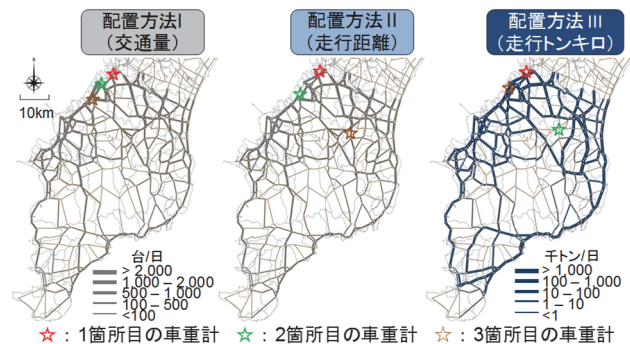 配置方法Ⅰ
(交通量)
配置方法Ⅱ
(走行距離)
配置方法Ⅲ
(走行トンキロ)
10km
台/日
> 2,000
1,000 – 2,000
500 – 1,000
100 – 500
<100
千トン/日
> 1,000
100 - 1,000
10 – 100
1 – 10
<1
☆：1箇所目の車重計 ☆：2箇所目の車重計 ☆：3箇所目の車重計